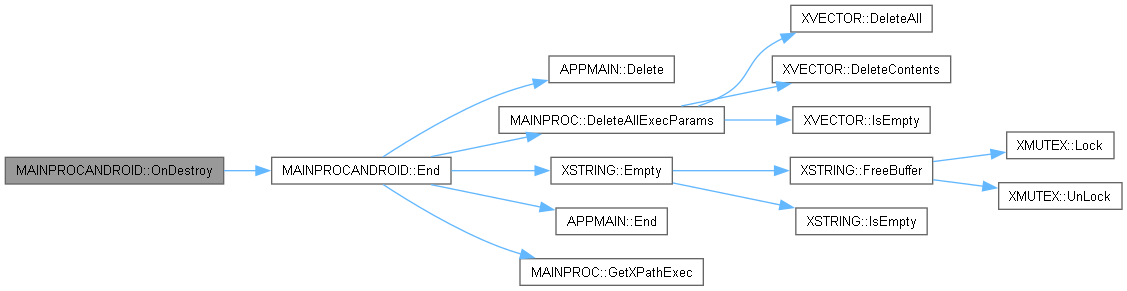 MAINPROCANDROID::OnDestroy
MAINPROCANDROID::End
APPMAIN::Delete
MAINPROC::DeleteAllExecParams
XSTRING::Empty
APPMAIN::End
MAINPROC::GetXPathExec
XVECTOR::DeleteAll
XVECTOR::DeleteContents
XVECTOR::IsEmpty
XSTRING::FreeBuffer
XSTRING::IsEmpty
XMUTEX::Lock
XMUTEX::UnLock